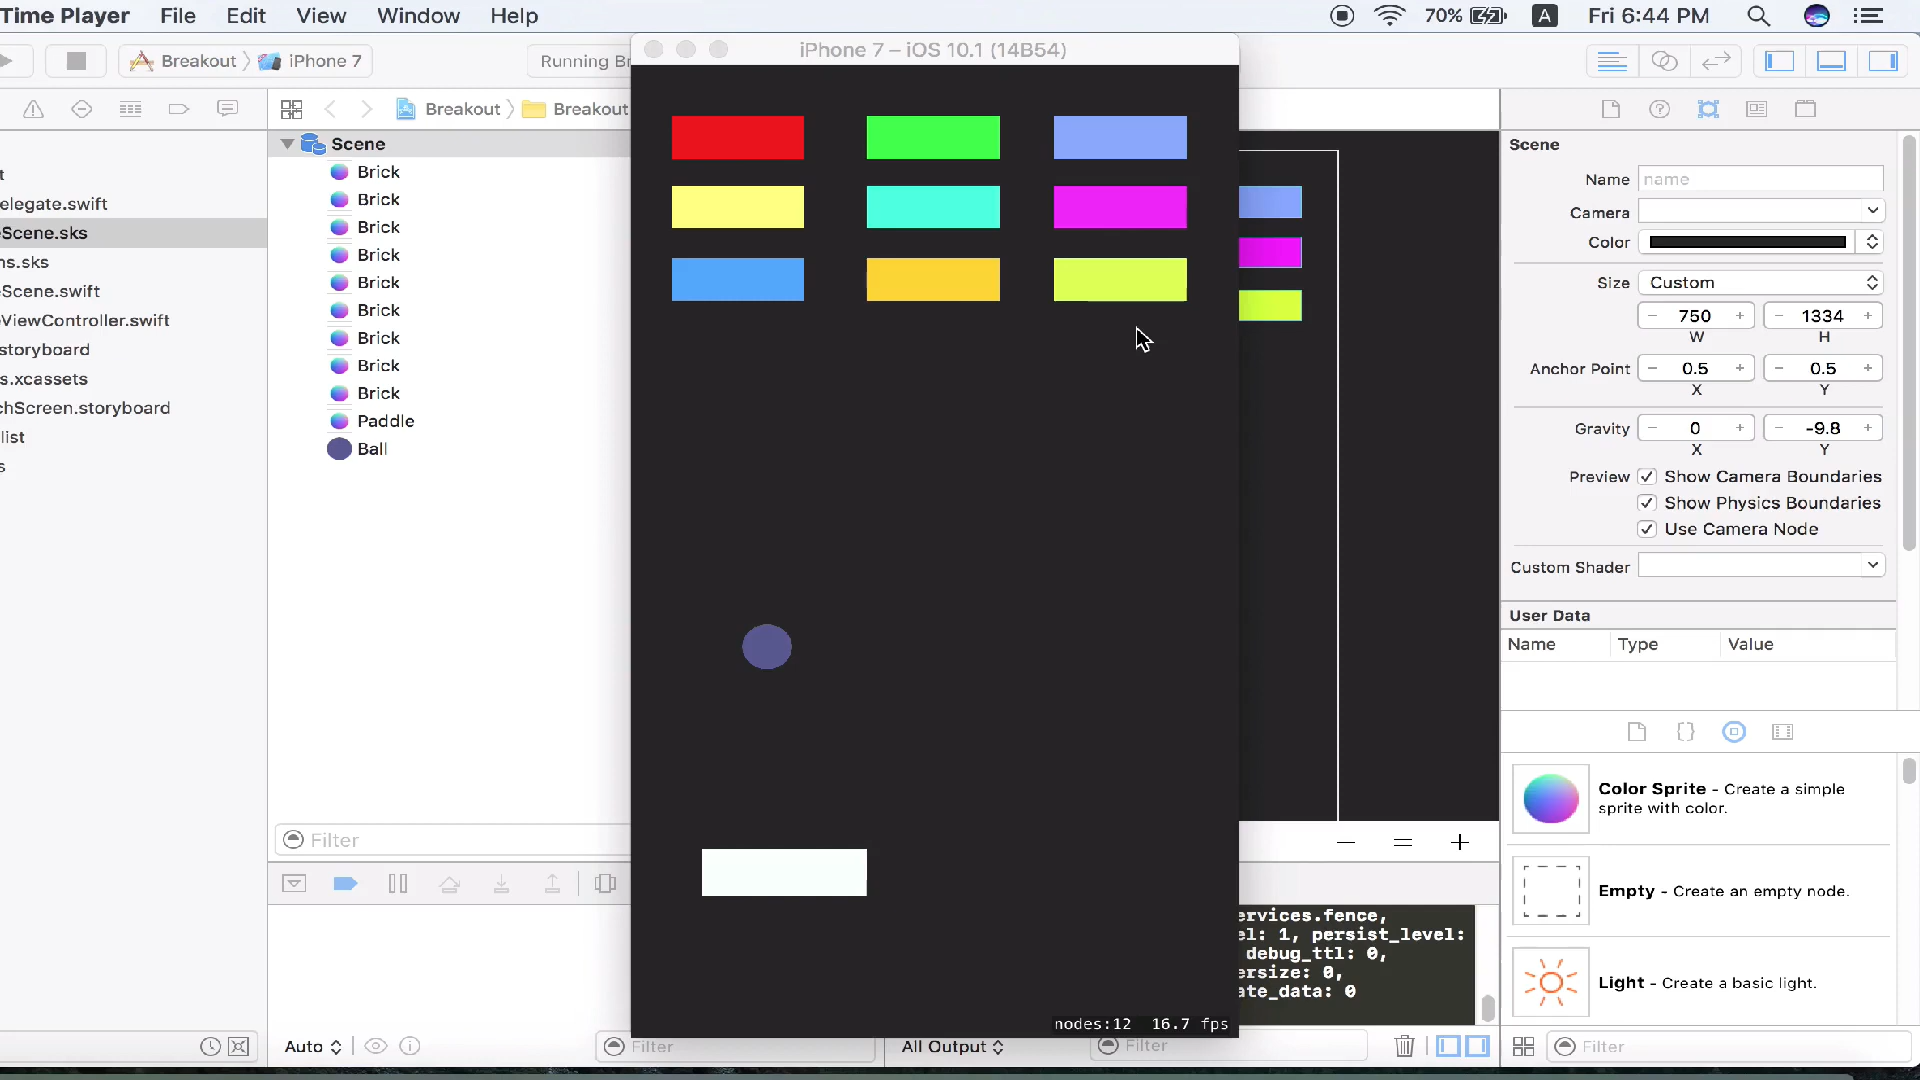 Time Player File Edit View Window Help 70% A Fri 6:44 PM
iPhone 7 – iOS 10.1 (14B54)
Breakout iPhone 7 Running Br
Breakout Breakout
Scene
Brick
Brick
Brick
Brick
Brick
Brick
Brick
Brick
Brick
Paddle
Ball
t
elegate.swift
Scene.sks
ns.sks
Scene.swift
ViewController.swift
storyboard
s.xcassets
chScreen.storyboard
list
s
Filter
Auto
Filter
All Output
Filter
ervices.fence,
el: 1, persist_level:
debug_ttl: 0,
ersize: 0,
ate_data: 0
nodes:12 16.7 fps
Scene
Name name
Camera
Color
Size Custom
750 1334
W H
Anchor Point 0.5 0.5
X Y
Gravity 0 -9.8
X Y
Preview Show Camera Boundaries
Show Physics Boundaries
Use Camera Node
Custom Shader
User Data
Name Type Value
Color Sprite - Create a simple
sprite with color.
Empty - Create an empty node.
Light - Create a basic light.
Filter